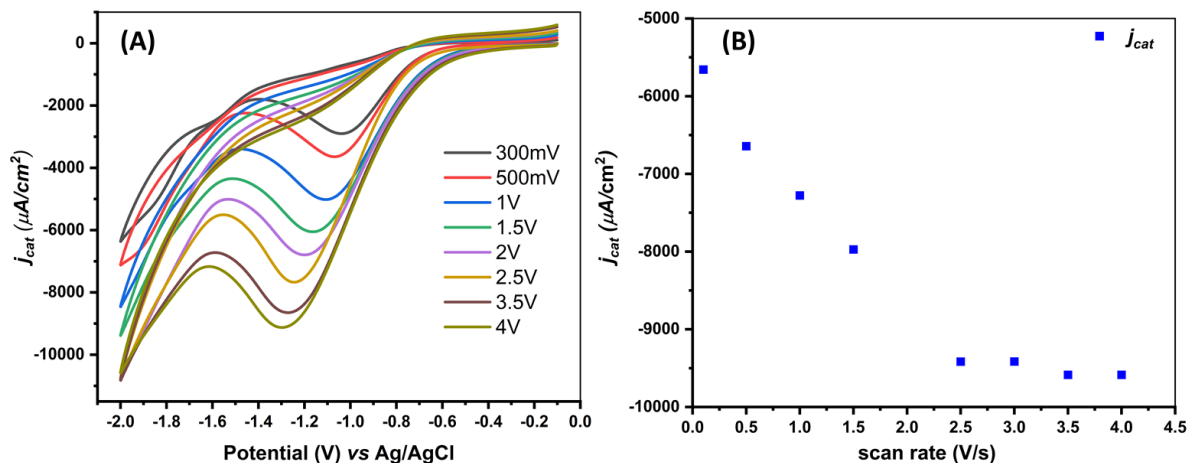 (A)
0
-2000
-4000
-6000
-8000
-10000
j_cat (μA/cm²)
300mV
500mV
1V
1.5V
2V
2.5V
3.5V
4V
-2.0 -1.8 -1.6 -1.4 -1.2 -1.0 -0.8 -0.6 -0.4 -0.2 0.0
Potential (V) vs Ag/AgCl
(B)
j_cat
-5000
-6000
-7000
-8000
-9000
-10000
j_cat (μA/cm²)
0.0 0.5 1.0 1.5 2.0 2.5 3.0 3.5 4.0 4.5
scan rate (V/s)